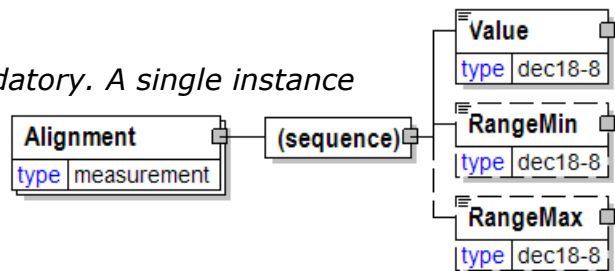 Value
type dec18-8
datory. A single instance
RangeMin
type dec18-8
Alignment
type measurement
(sequence)
RangeMax
type dec18-8